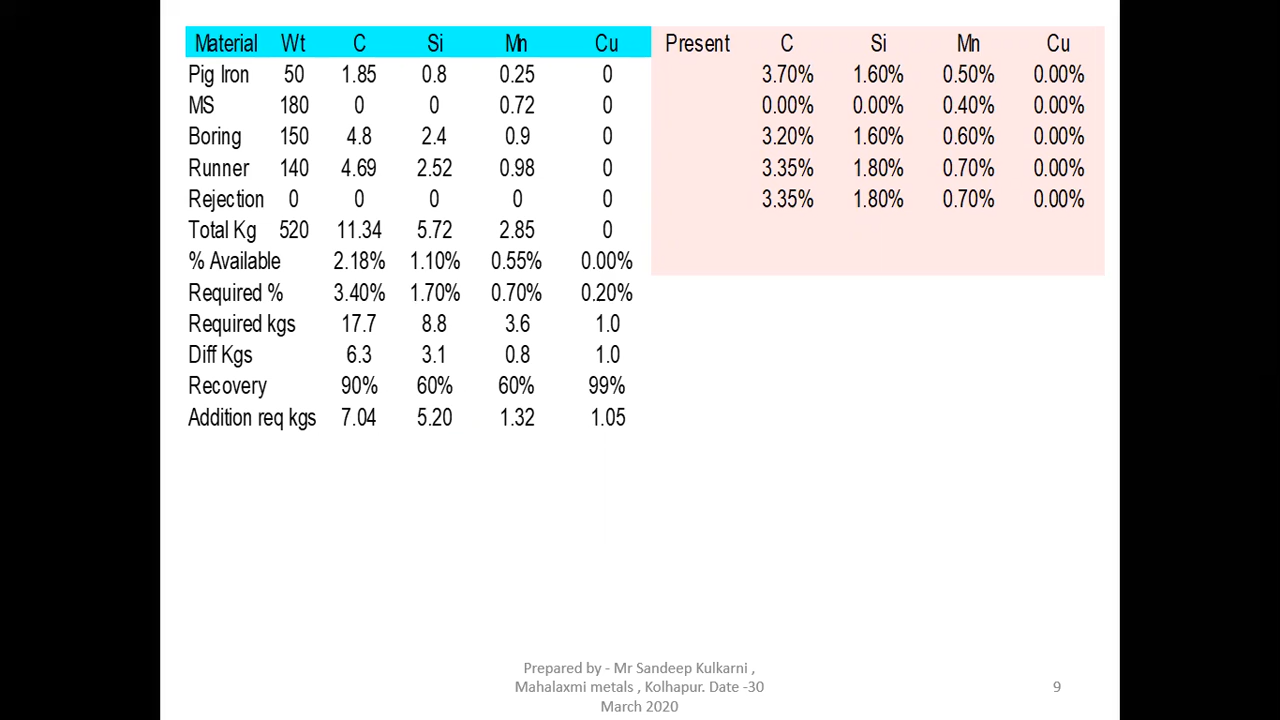 Material Wt C Si Mn Cu Present C Si Mn Cu
Pig Iron 50 1.85 0.8 0.25 0 3.70% 1.60% 0.50% 0.00%
MS 180 0 0 0.72 0 0.00% 0.00% 0.40% 0.00%
Boring 150 4.8 2.4 0.9 0 3.20% 1.60% 0.60% 0.00%
Runner 140 4.69 2.52 0.98 0 3.35% 1.80% 0.70% 0.00%
Rejection 0 0 0 0 0 3.35% 1.80% 0.70% 0.00%
Total Kg 520 11.34 5.72 2.85 0
% Available 2.18% 1.10% 0.55% 0.00%
Required % 3.40% 1.70% 0.70% 0.20%
Required kgs 17.7 8.8 3.6 1.0
Diff Kgs 6.3 3.1 0.8 1.0
Recovery 90% 60% 60% 99%
Addition req kgs 7.04 5.20 1.32 1.05
Prepared by - Mr Sandeep Kulkarni ,
Mahalaxmi metals , Kolhapur. Date -30
March 2020
9